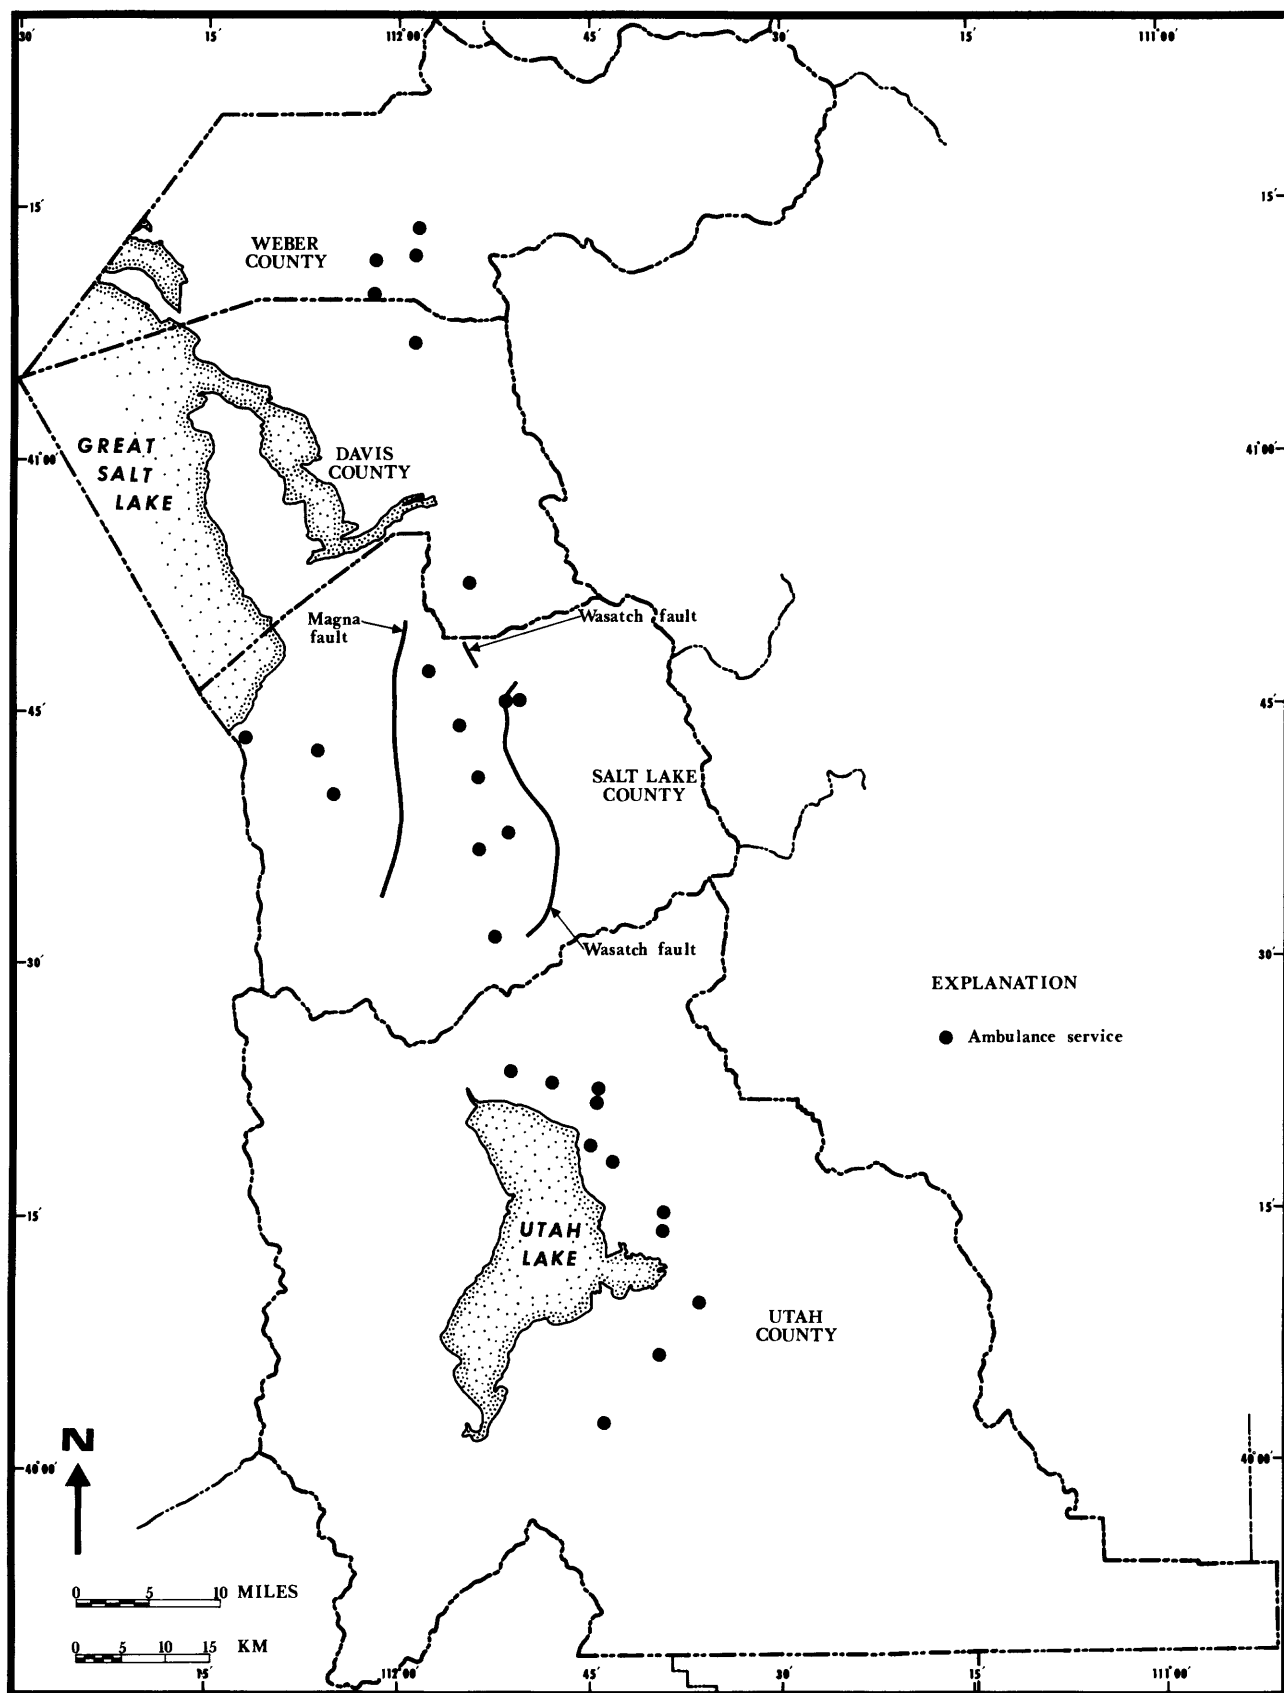 30′ 15′ 112°00′ 45′ 30′ 15′ 111°00′
15′ 15′
WEBER
COUNTY
GREAT
SALT
LAKE
DAVIS
COUNTY
41°00′ 41°00′
Magna
fault
Wasatch fault
45′ 45′
SALT LAKE
COUNTY
Wasatch fault
30′ 30′
EXPLANATION
Ambulance service
15′ 15′
UTAH
LAKE
UTAH
COUNTY
N
40°00′ 40°00′
0 5 10 MILES
0 5 10 15 KM
15′ 112°00′ 45′ 30′ 15′ 111°00′